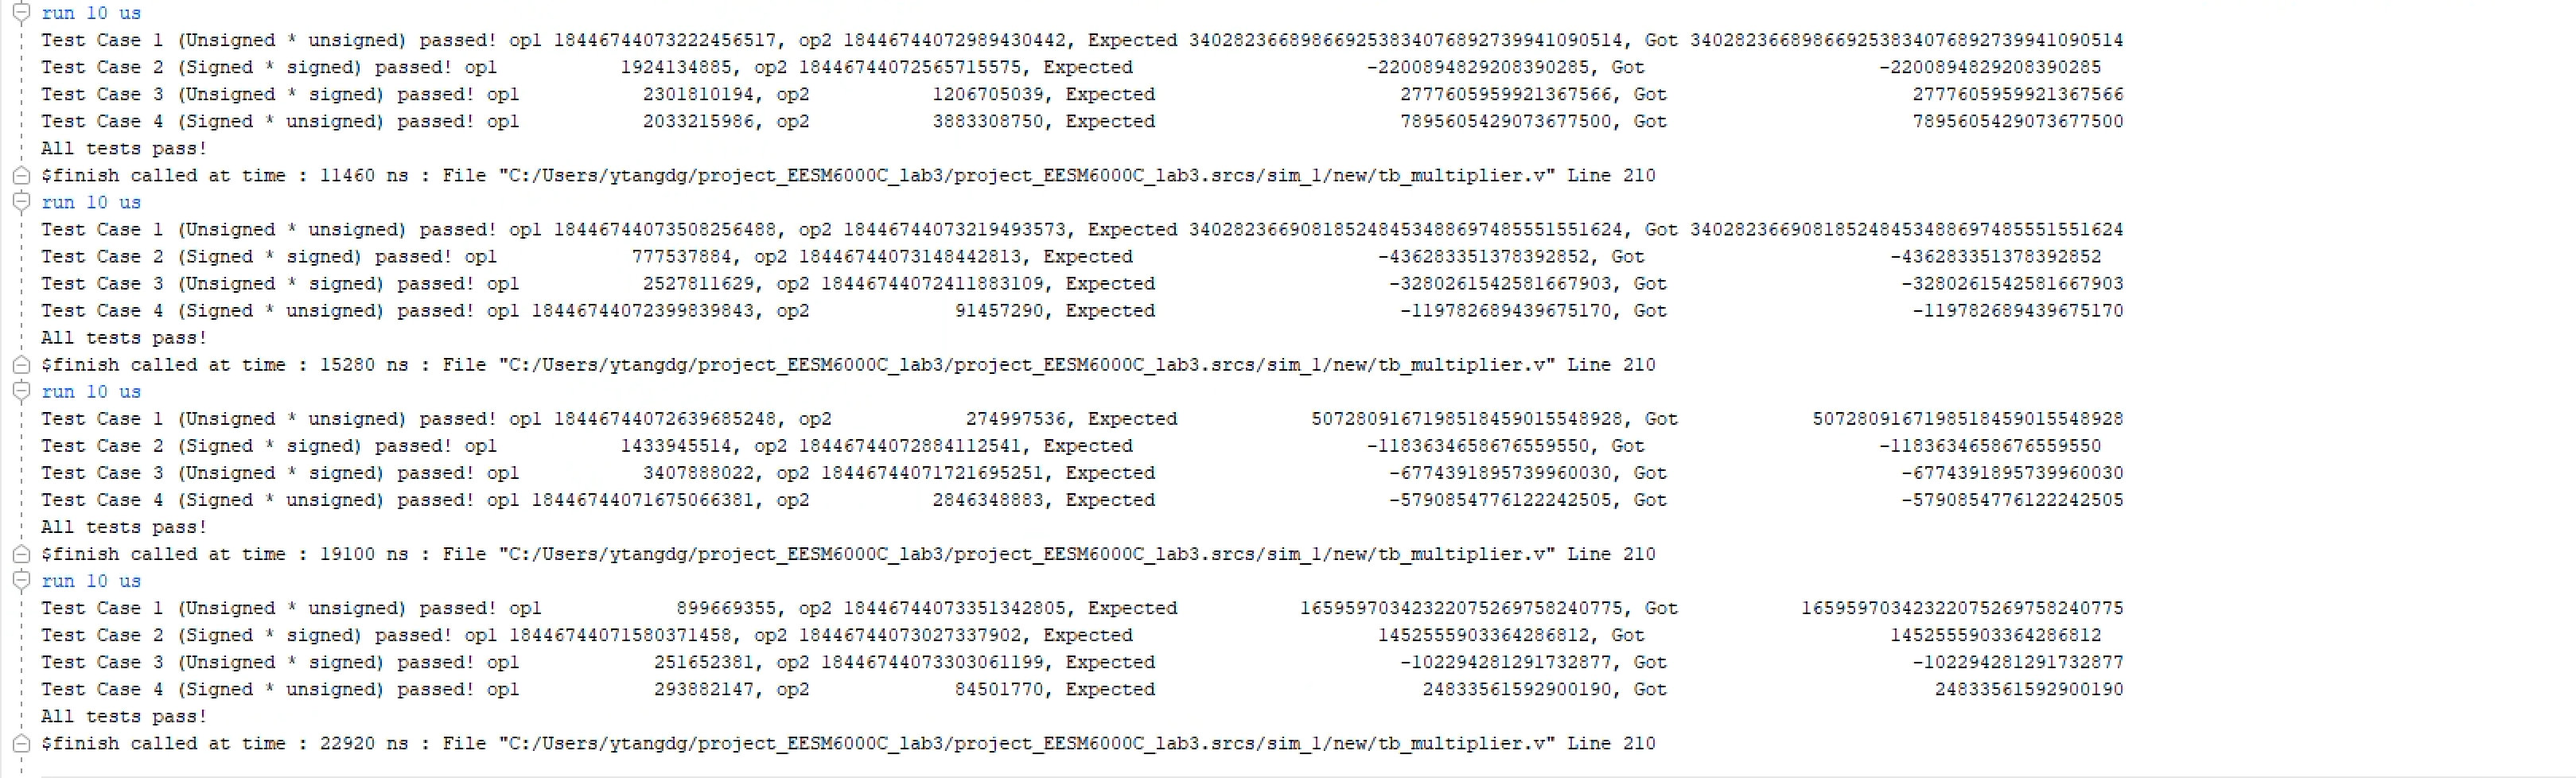 run 10 us
Test Case 1 (Unsigned * unsigned) passed! op1 18446744073222456517, op2 18446744072989430442, Expected 340282366898669253834076892739941090514, Got 340282366898669253834076892739941090514
Test Case 2 (Signed * signed) passed! op1 1924134885, op2 18446744072565715575, Expected -2200894829208390285, Got -2200894829208390285
Test Case 3 (Unsigned * signed) passed! op1 2301810194, op2 1206705039, Expected 2777605959921367566, Got 2777605959921367566
Test Case 4 (Signed * unsigned) passed! op1 2033215986, op2 3883308750, Expected 7895605429073677500, Got 7895605429073677500
All tests pass!
$finish called at time : 11460 ns : File "C:/Users/ytangdg/project_EESM6000C_lab3/project_EESM6000C_lab3.srcs/sim_1/new/tb_multiplier.v" Line 210
run 10 us
Test Case 1 (Unsigned * unsigned) passed! op1 18446744073508256488, op2 18446744073219493573, Expected 340282366908185248453488697485551551624, Got 340282366908185248453488697485551551624
Test Case 2 (Signed * signed) passed! op1 777537884, op2 18446744073148442813, Expected -436283351378392852, Got -436283351378392852
Test Case 3 (Unsigned * signed) passed! op1 2527811629, op2 18446744072411883109, Expected -3280261542581667903, Got -3280261542581667903
Test Case 4 (Signed * unsigned) passed! op1 18446744072399839843, op2 91457290, Expected -119782689439675170, Got -119782689439675170
All tests pass!
$finish called at time : 15280 ns : File "C:/Users/ytangdg/project_EESM6000C_lab3/project_EESM6000C_lab3.srcs/sim_1/new/tb_multiplier.v" Line 210
run 10 us
Test Case 1 (Unsigned * unsigned) passed! op1 18446744072639685248, op2 274997536, Expected 5072809167198518459015548928, Got 5072809167198518459015548928
Test Case 2 (Signed * signed) passed! op1 1433945514, op2 18446744072884112541, Expected -1183634658676559550, Got -1183634658676559550
Test Case 3 (Unsigned * signed) passed! op1 3407888022, op2 18446744071721695251, Expected -6774391895739960030, Got -6774391895739960030
Test Case 4 (Signed * unsigned) passed! op1 18446744071675066381, op2 2846348883, Expected -5790854776122242505, Got -5790854776122242505
All tests pass!
$finish called at time : 19100 ns : File "C:/Users/ytangdg/project_EESM6000C_lab3/project_EESM6000C_lab3.srcs/sim_1/new/tb_multiplier.v" Line 210
run 10 us
Test Case 1 (Unsigned * unsigned) passed! op1 899669355, op2 18446744073351342805, Expected 16595970342322075269758240775, Got 16595970342322075269758240775
Test Case 2 (Signed * signed) passed! op1 18446744071580371458, op2 18446744073027337902, Expected 1452555903364286812, Got 1452555903364286812
Test Case 3 (Unsigned * signed) passed! op1 251652381, op2 18446744073303061199, Expected -102294281291732877, Got -102294281291732877
Test Case 4 (Signed * unsigned) passed! op1 293882147, op2 84501770, Expected 24833561592900190, Got 24833561592900190
All tests pass!
$finish called at time : 22920 ns : File "C:/Users/ytangdg/project_EESM6000C_lab3/project_EESM6000C_lab3.srcs/sim_1/new/tb_multiplier.v" Line 210